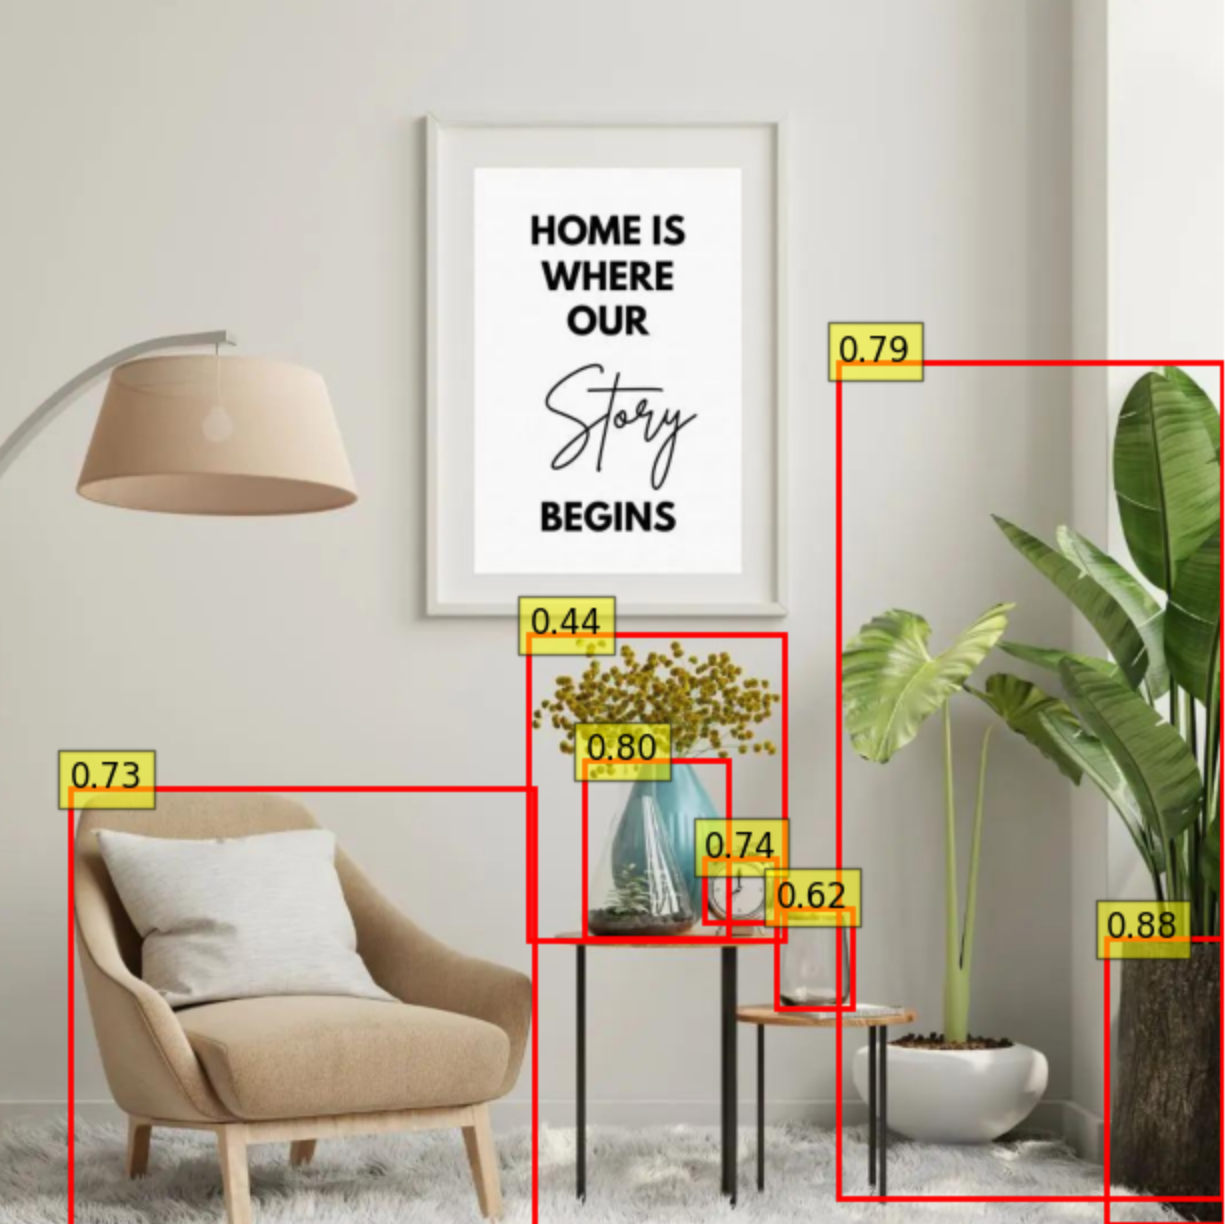 HOME IS
WHERE
OUR
Story
BEGINS
0.79
0.44
0.80
0.73
0.74
0.62
0.88